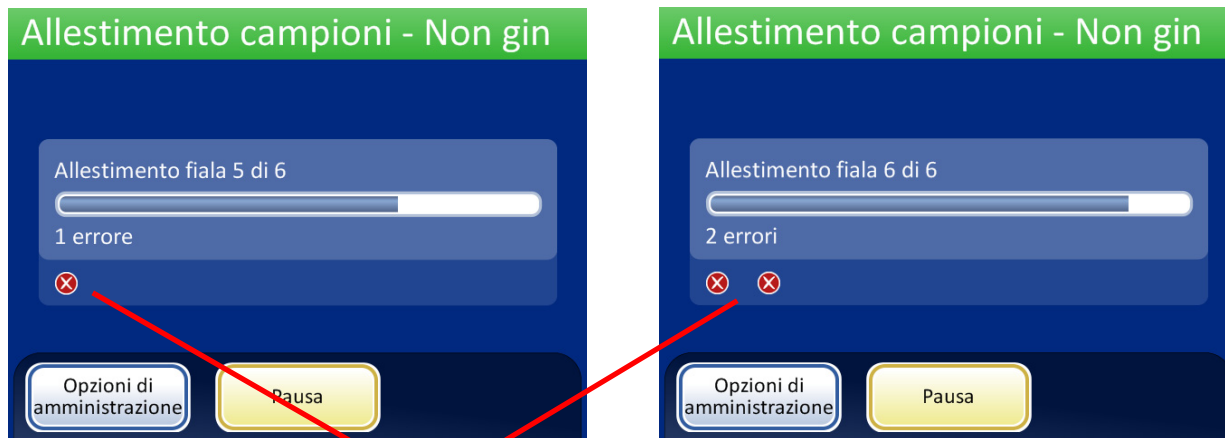 Allestimento campioni - Non gin
Allestimento fiala 5 di 6
1 errore
Opzioni di
amministrazione
Pausa
Allestimento campioni - Non gin
Allestimento fiala 6 di 6
2 errori
Opzioni di
amministrazione
Pausa